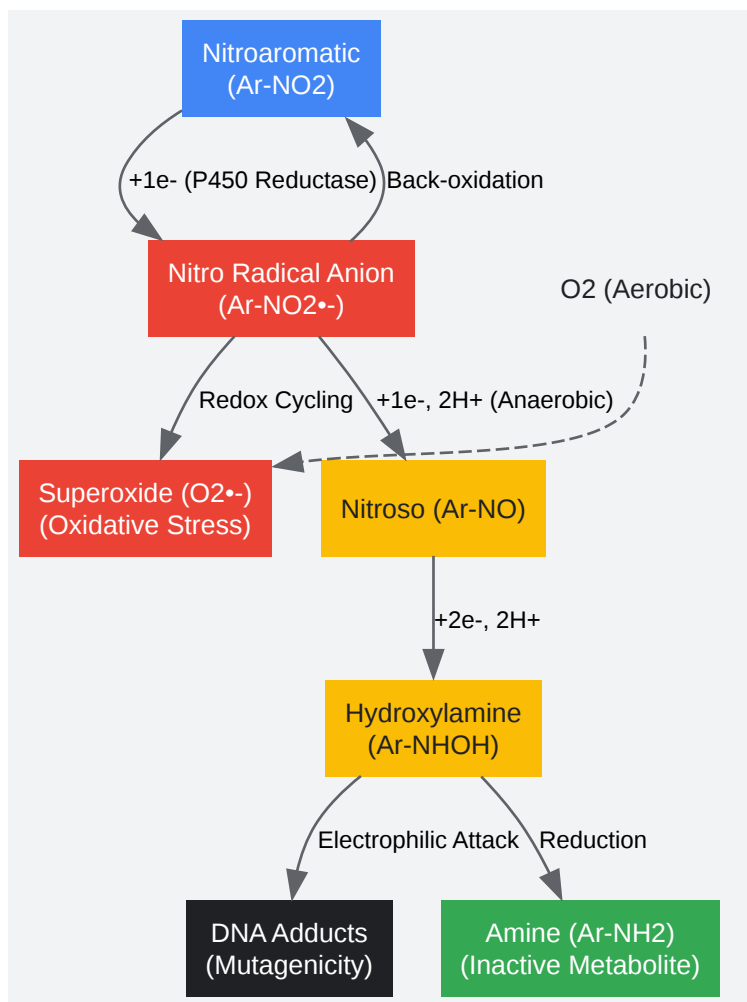 Nitroaromatic
(Ar-NO2)
+1e- (P450 Reductase)
Back-oxidation
Nitro Radical Anion
(Ar-NO2•-)
O2 (Aerobic)
Redox Cycling
+1e-, 2H+ (Anaerobic)
Superoxide (O2•-)
(Oxidative Stress)
Nitroso (Ar-NO)
+2e-, 2H+
Hydroxylamine
(Ar-NHOH)
Electrophilic Attack
Reduction
DNA Adducts
(Mutagenicity)
Amine (Ar-NH2)
(Inactive Metabolite)